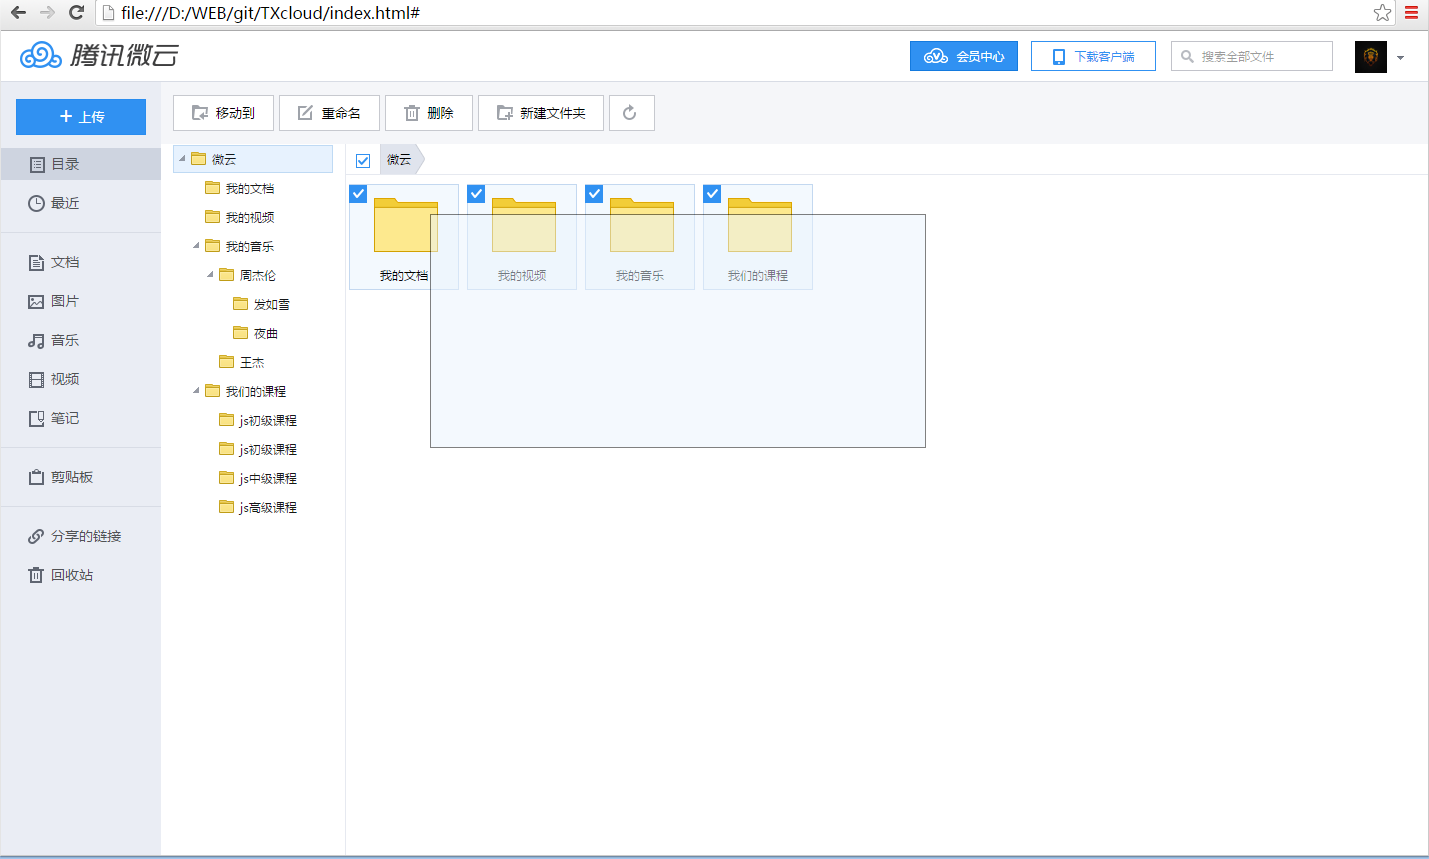 file:///D:/WEB/git/TXcloud/index.html#
腾讯微云
会员中心
下载客户端
搜索全部文件
上传
移动到
重命名
删除
新建文件夹
目录
最近
文档
图片
音乐
视频
笔记
剪贴板
分享的链接
回收站
微云
我的文档
我的视频
我的音乐
周杰伦
发如雪
夜曲
王杰
我们的课程
js初级课程
js初级课程
js中级课程
js高级课程
微云
我的文档
我的视频
我的音乐
我们的课程